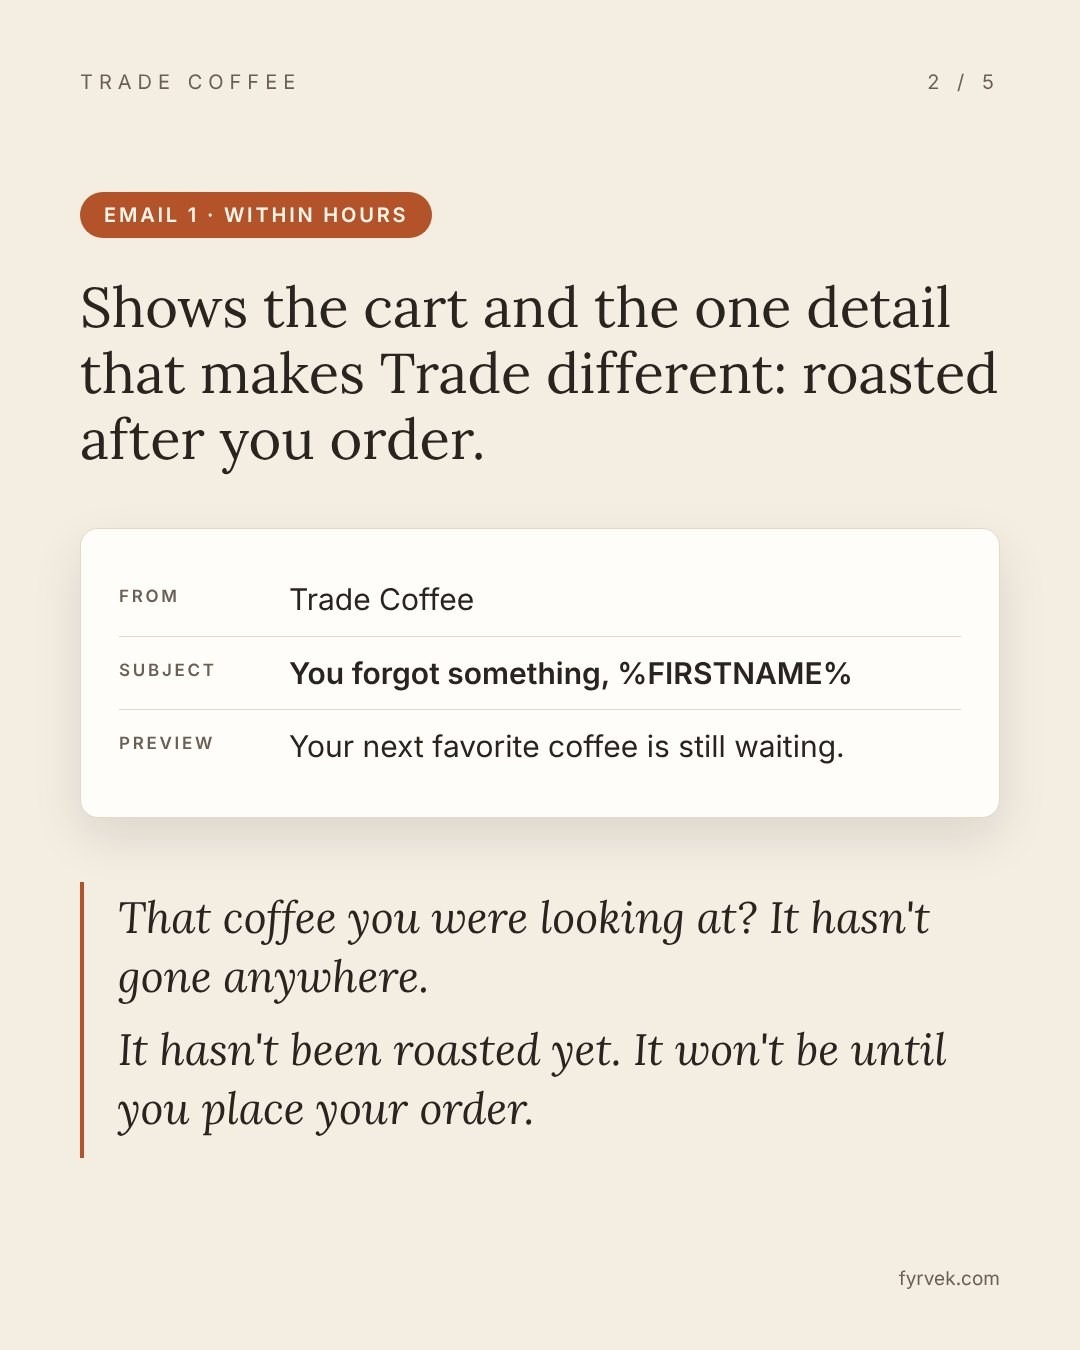 TRADE COFFEE
2 / 5
EMAIL 1 · WITHIN HOURS
Shows the cart and the one detail
that makes Trade different: roasted
after you order.
FROM Trade Coffee
SUBJECT You forgot something, %FIRSTNAME%
PREVIEW Your next favorite coffee is still waiting.
That coffee you were looking at? It hasn't
gone anywhere.
It hasn't been roasted yet. It won't be until
you place your order.
fyrvek.com